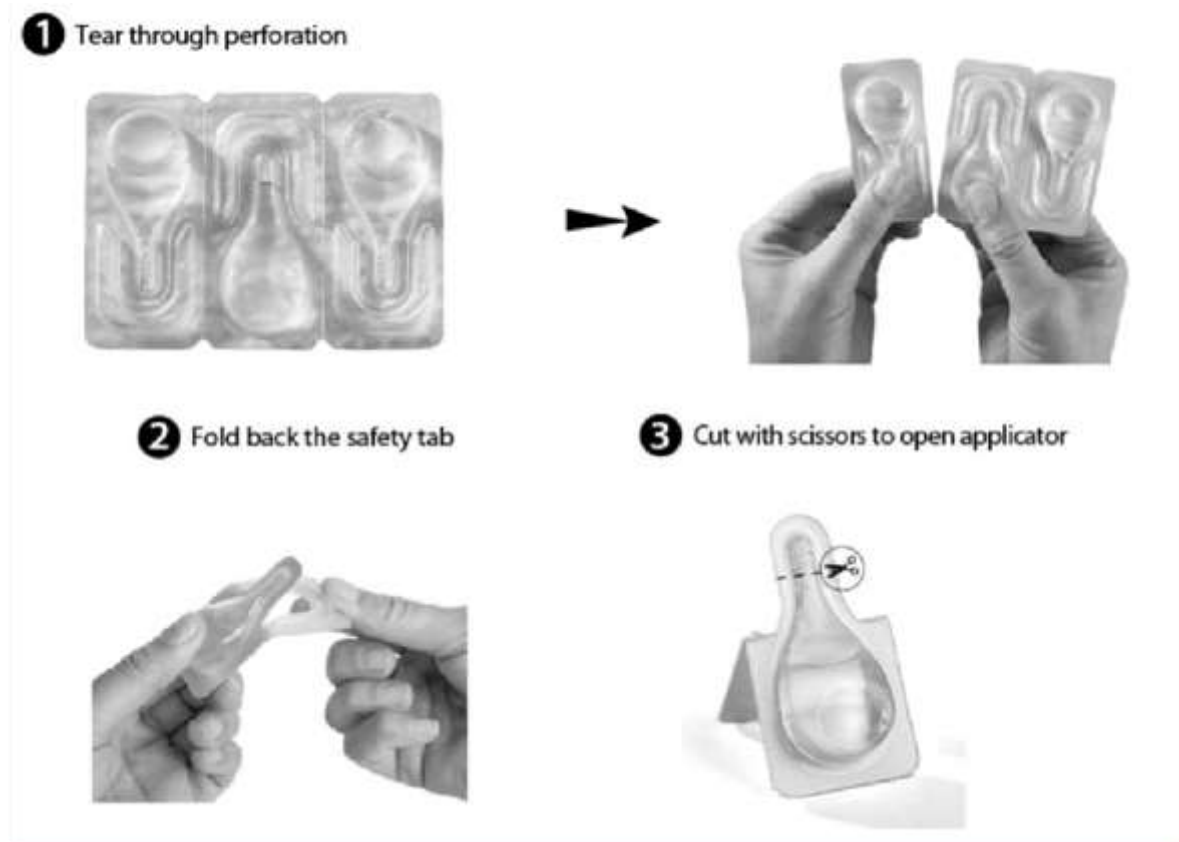 1 Tear through perforation
2 Fold back the safety tab
3 Cut with scissors to open applicator